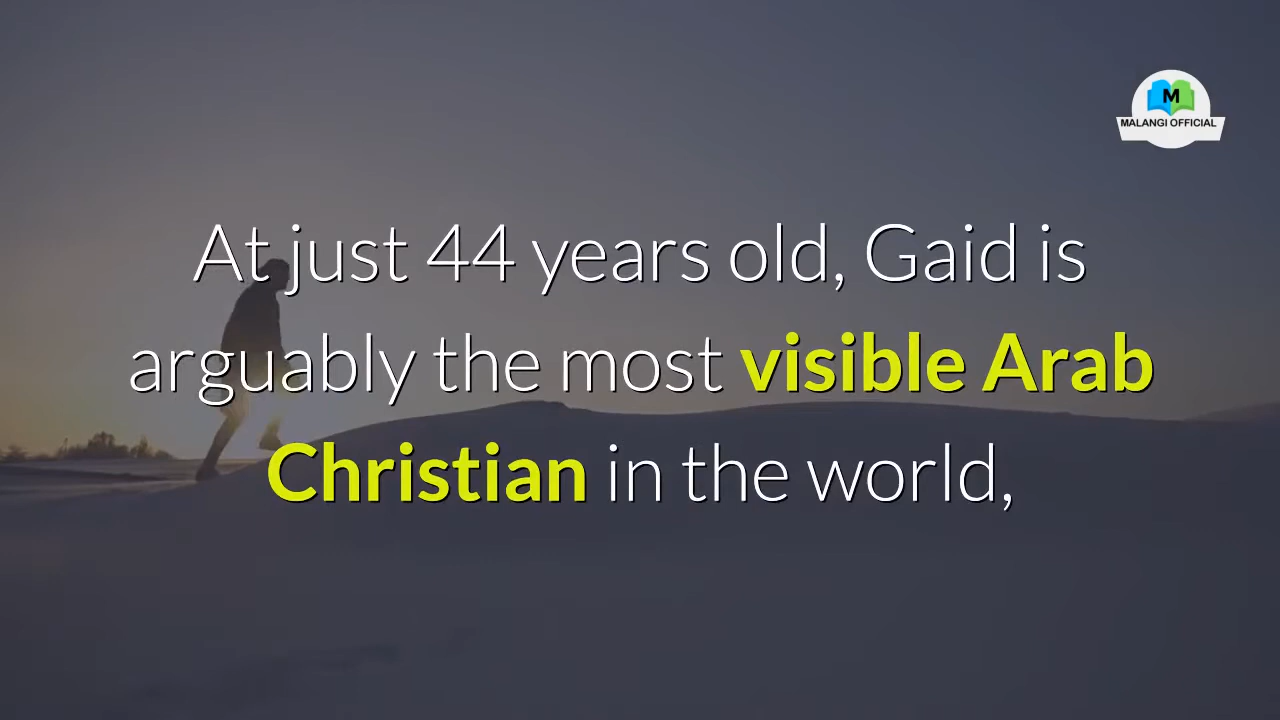 M
MALANGI OFFICIAL
At just 44 years old, Gaid is
arguably the most visible Arab
Christian in the world,